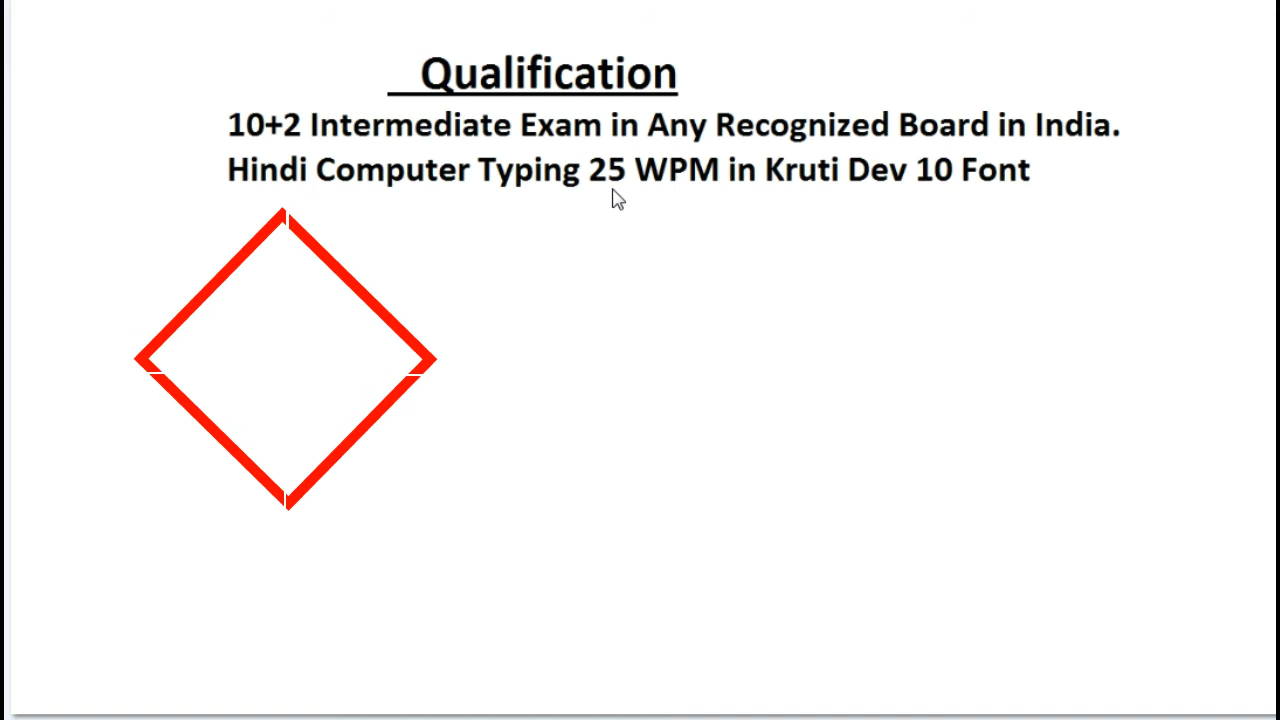 Qualification
10+2 Intermediate Exam in Any Recognized Board in India.
Hindi Computer Typing 25 WPM in Kruti Dev 10 Font